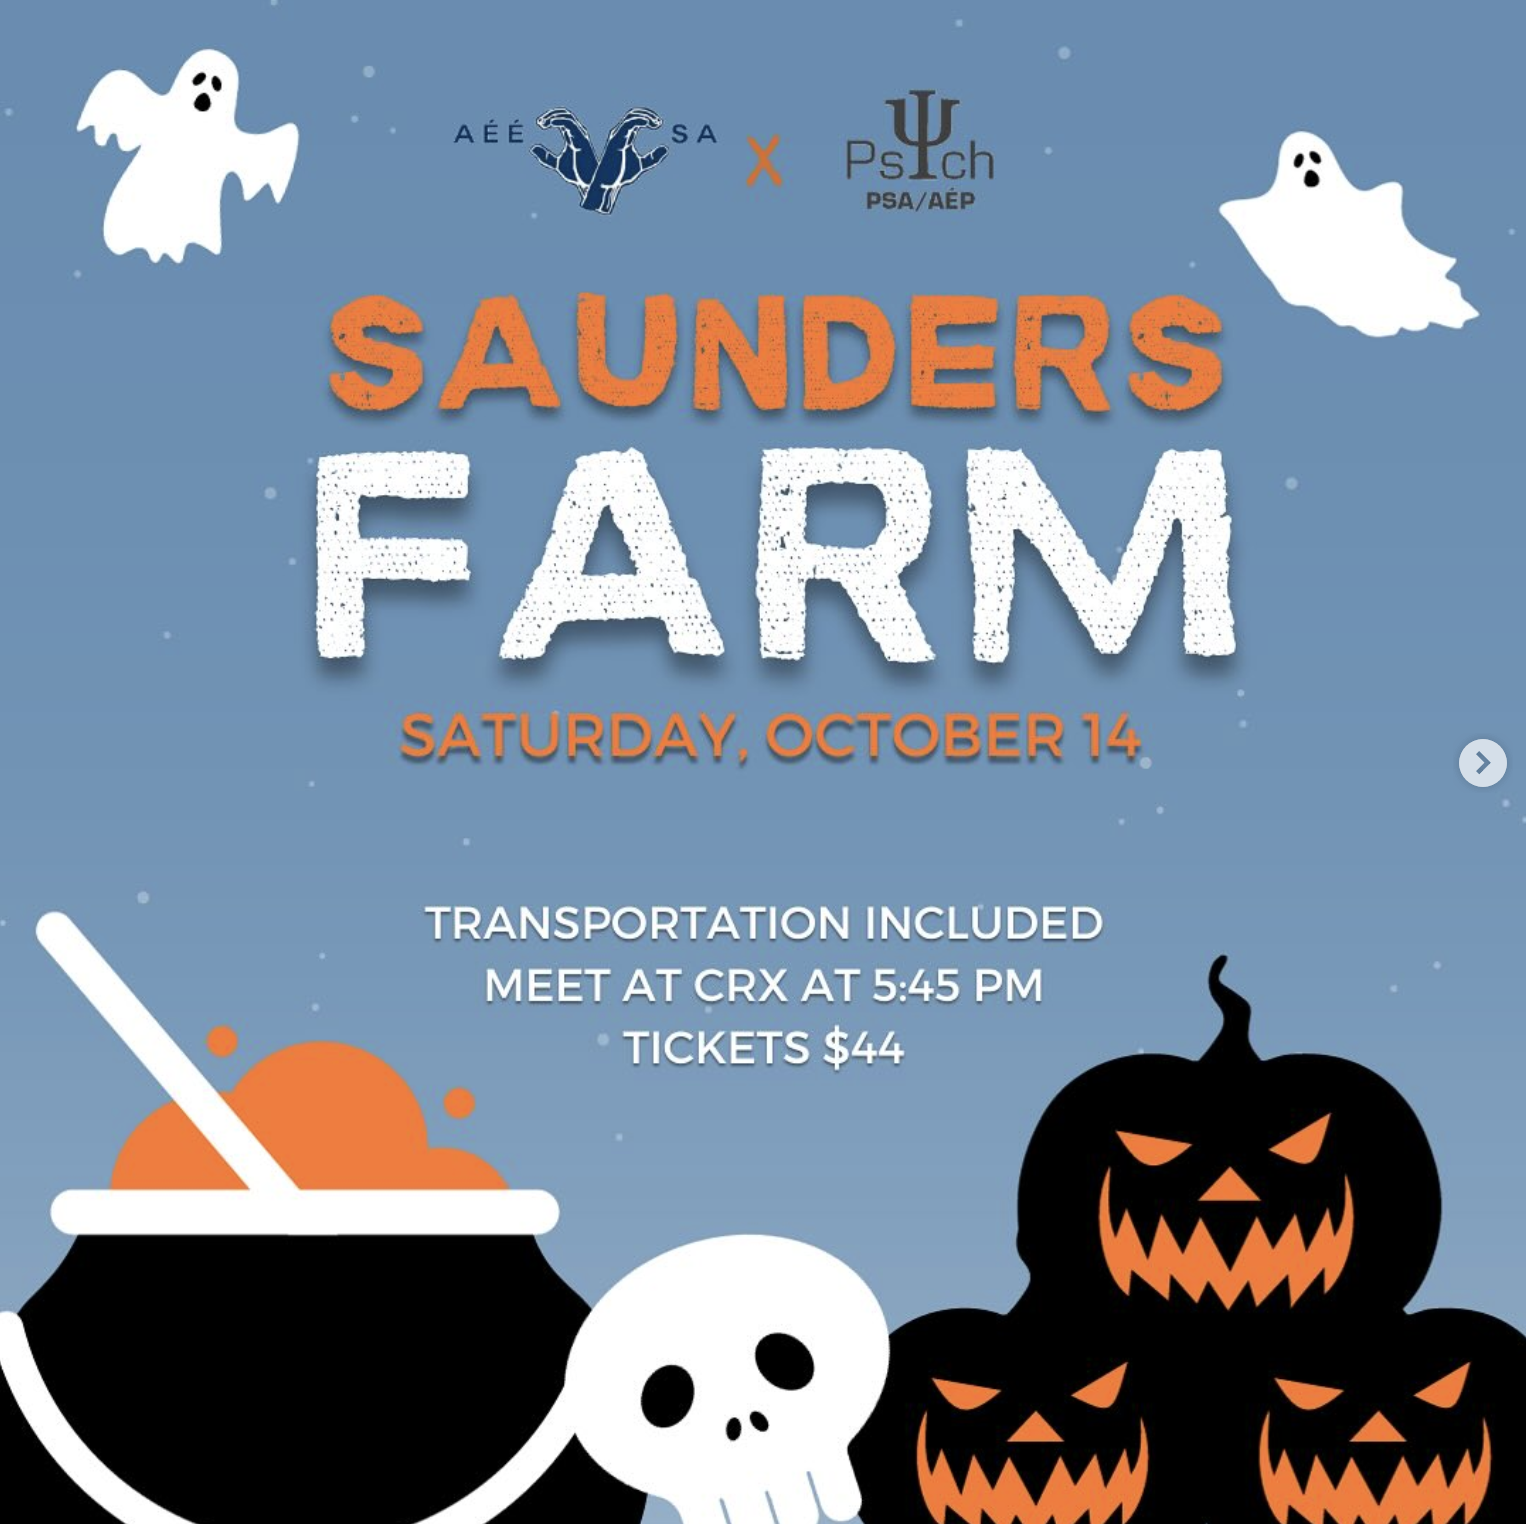 AÉÉ SA X PsΨch
PSA/AÉP
SAUNDERS
FARM
SATURDAY, OCTOBER 14
TRANSPORTATION INCLUDED
MEET AT CRX AT 5:45 PM
TICKETS $44